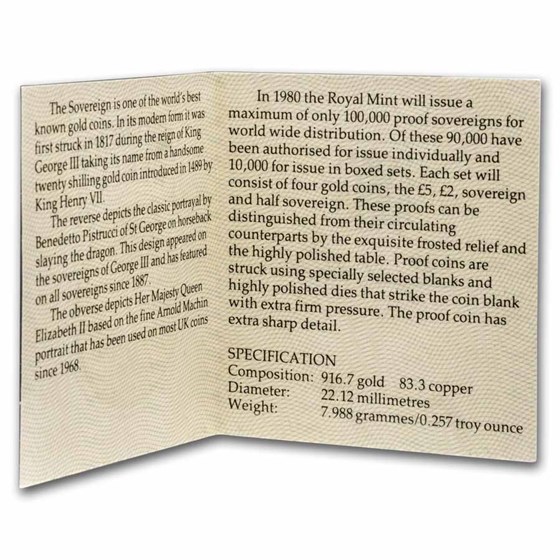 The Sovereign is one of the world's best
known gold coins. In its modern form it was
first struck in 1817 during the reign of King
George III taking its name from a handsome
twenty shilling gold coin introduced in 1489 by
King Henry VII.
The reverse depicts the classic portrayal by
Benedetto Pistrucci of St George on horseback
slaying the dragon. This design appeared on
the sovereigns of George III and has featured
on all sovereigns since 1887.
The obverse depicts Her Majesty Queen
Elizabeth II based on the fine Arnold Machin
portrait that has been used on most UK coins
since 1968.
In 1980 the Royal Mint will issue a
maximum of only 100,000 proof sovereigns for
world wide distribution. Of these 90,000 have
been authorised for issue individually and
10,000 for issue in boxed sets. Each set will
consist of four gold coins, the £5, £2, sovereign
and half sovereign. These proofs can be
distinguished from their circulating
counterparts by the exquisite frosted relief and
the highly polished table. Proof coins are
struck using specially selected blanks and
highly polished dies that strike the coin blank
with extra firm pressure. The proof coin has
extra sharp detail.
SPECIFICATION
Composition: 916.7 gold 83.3 copper
Diameter: 22.12 millimetres
Weight: 7.988 grammes/0.257 troy ounce